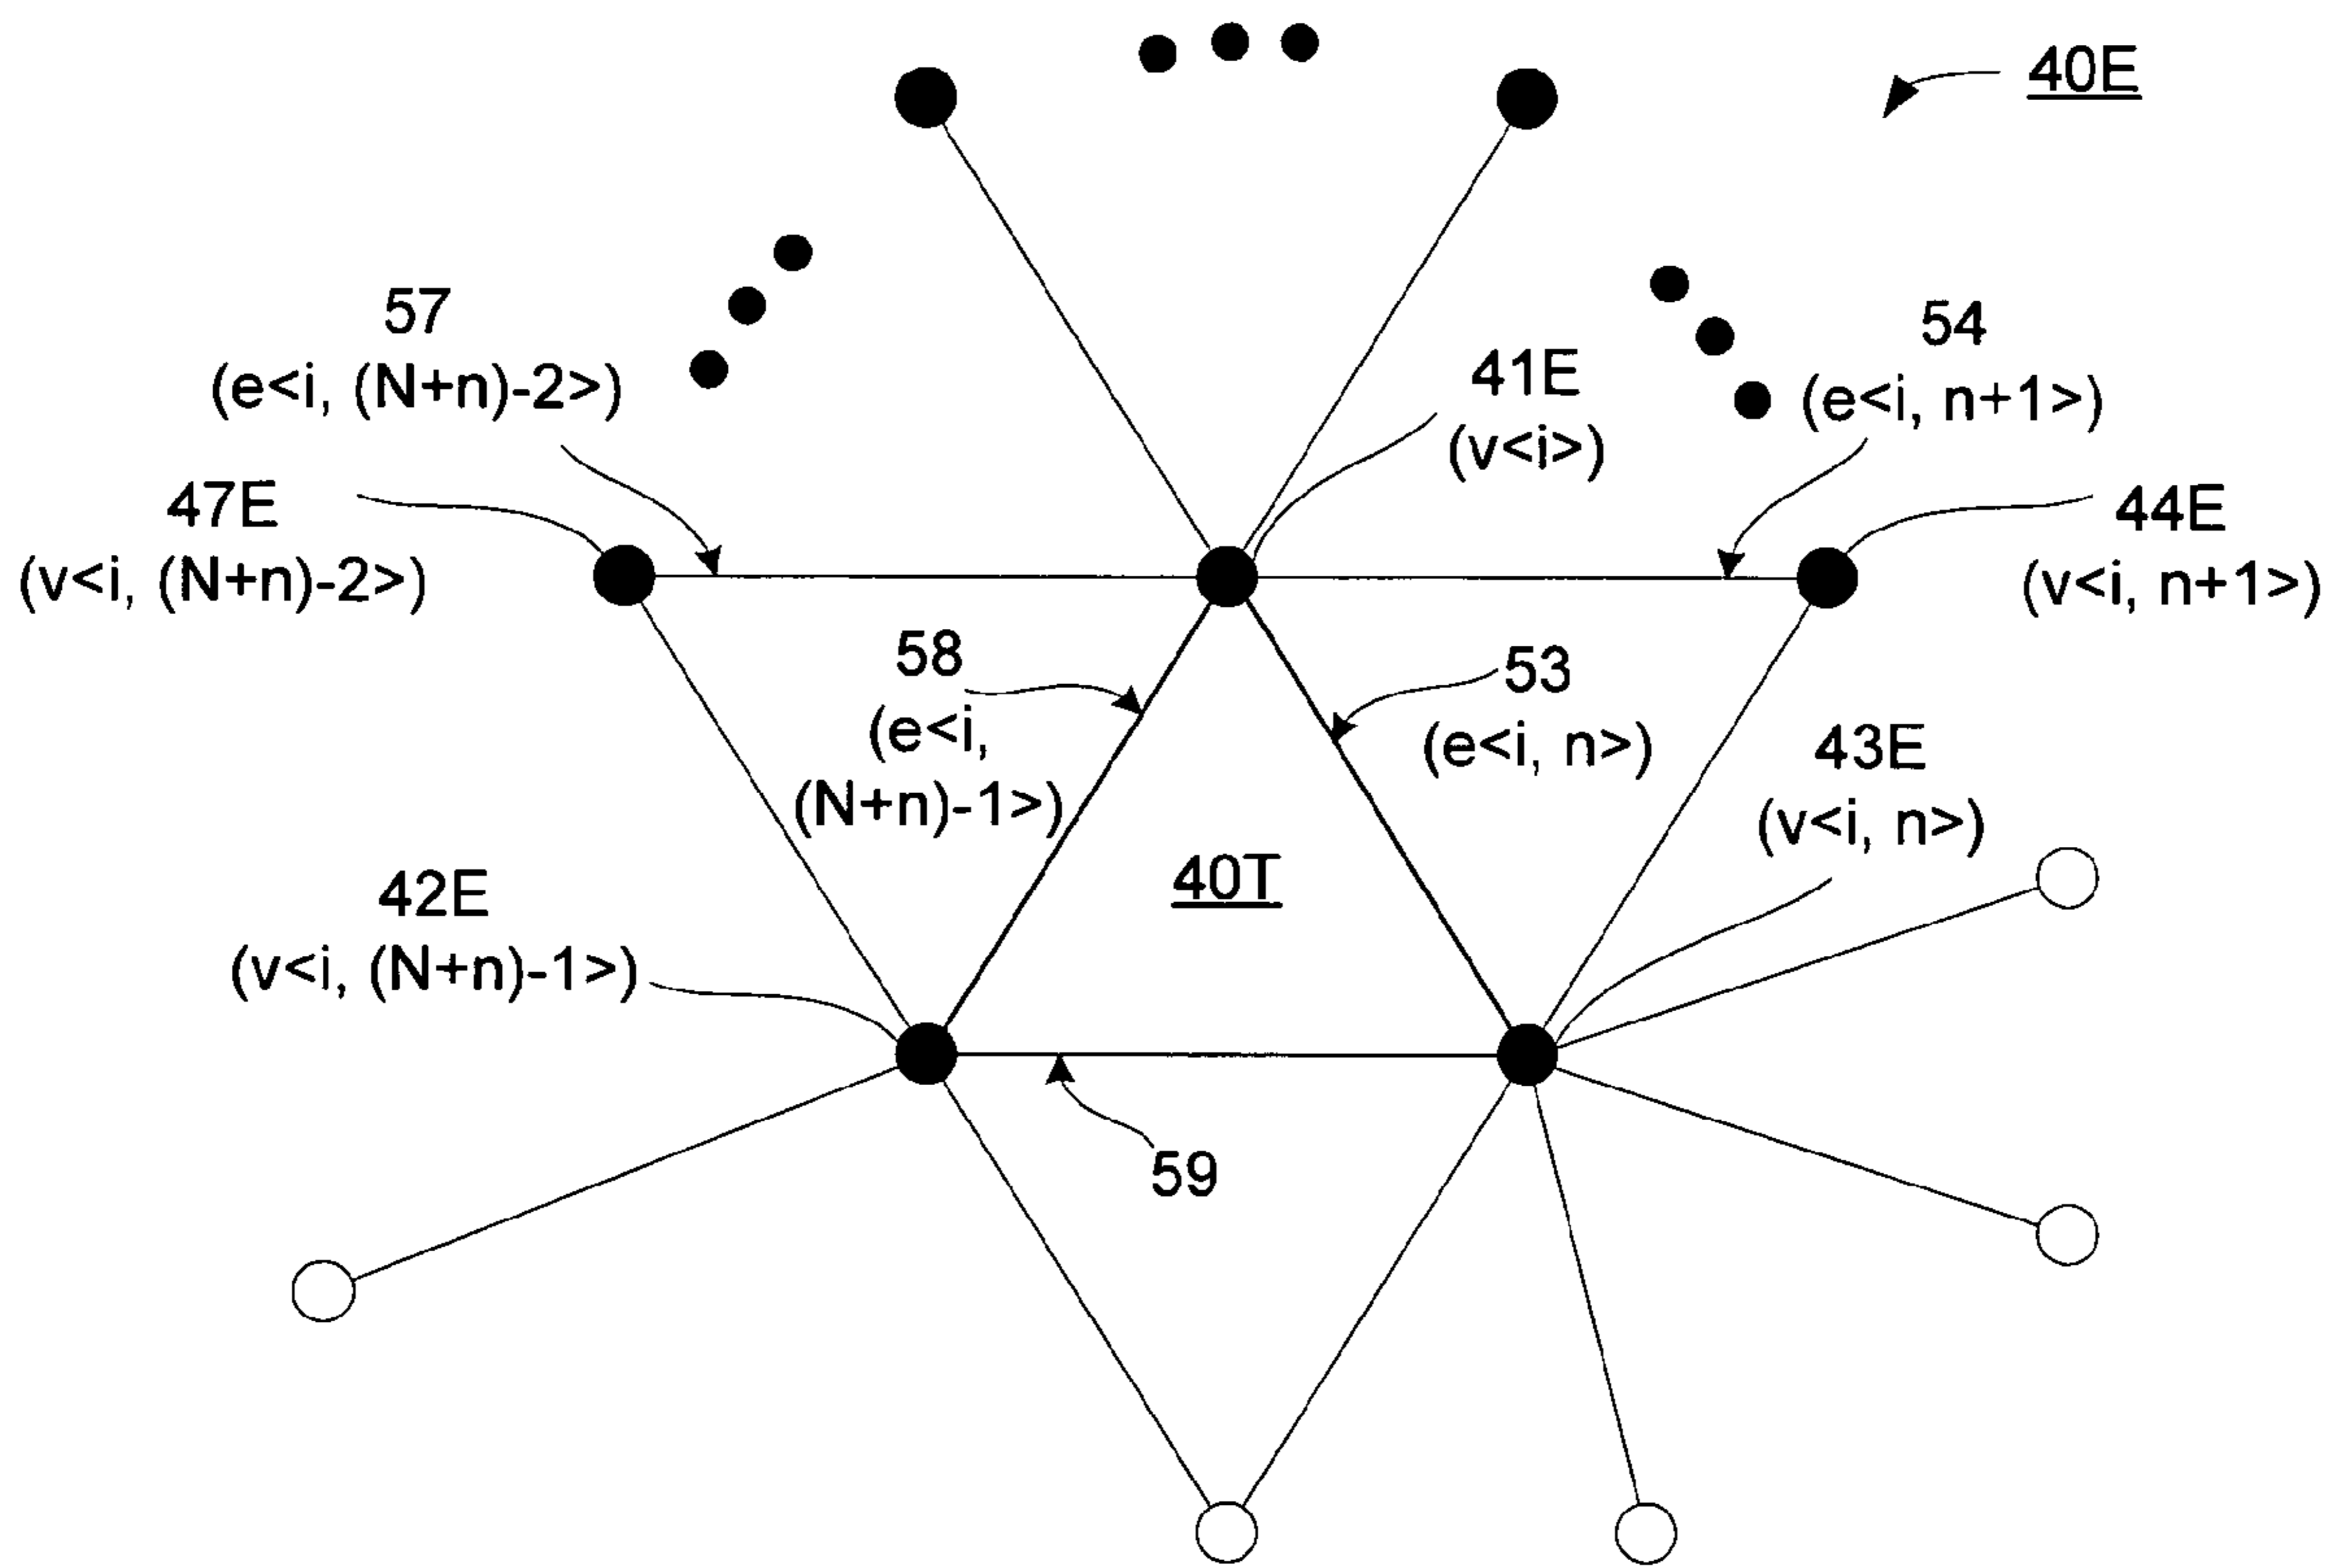 40E
57
(e<i, (N+n)-2>)
54
(e<i, n+1>)
41E
(v<i>)
47E
(v<i, (N+n)-2>)
44E
(v<i, n+1>)
58
(e<i,
(N+n)-1>)
53
(e<i, n>)
43E
(v<i, n>)
40T
42E
(v<i, (N+n)-1>)
59